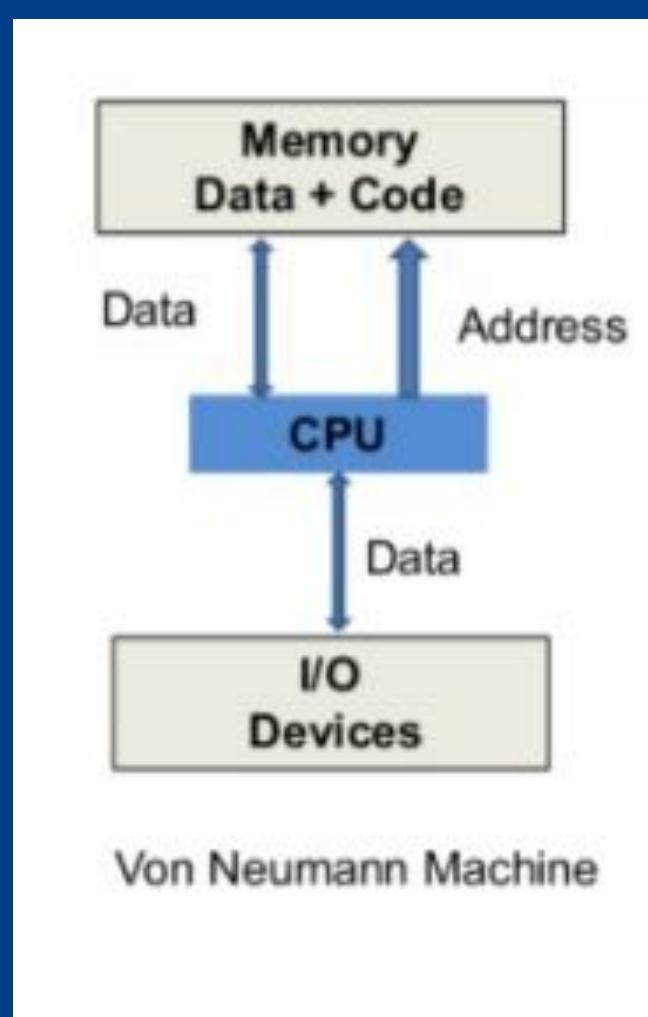 Memory
Data + Code
Data
Address
CPU
Data
I/O
Devices
Von Neumann Machine